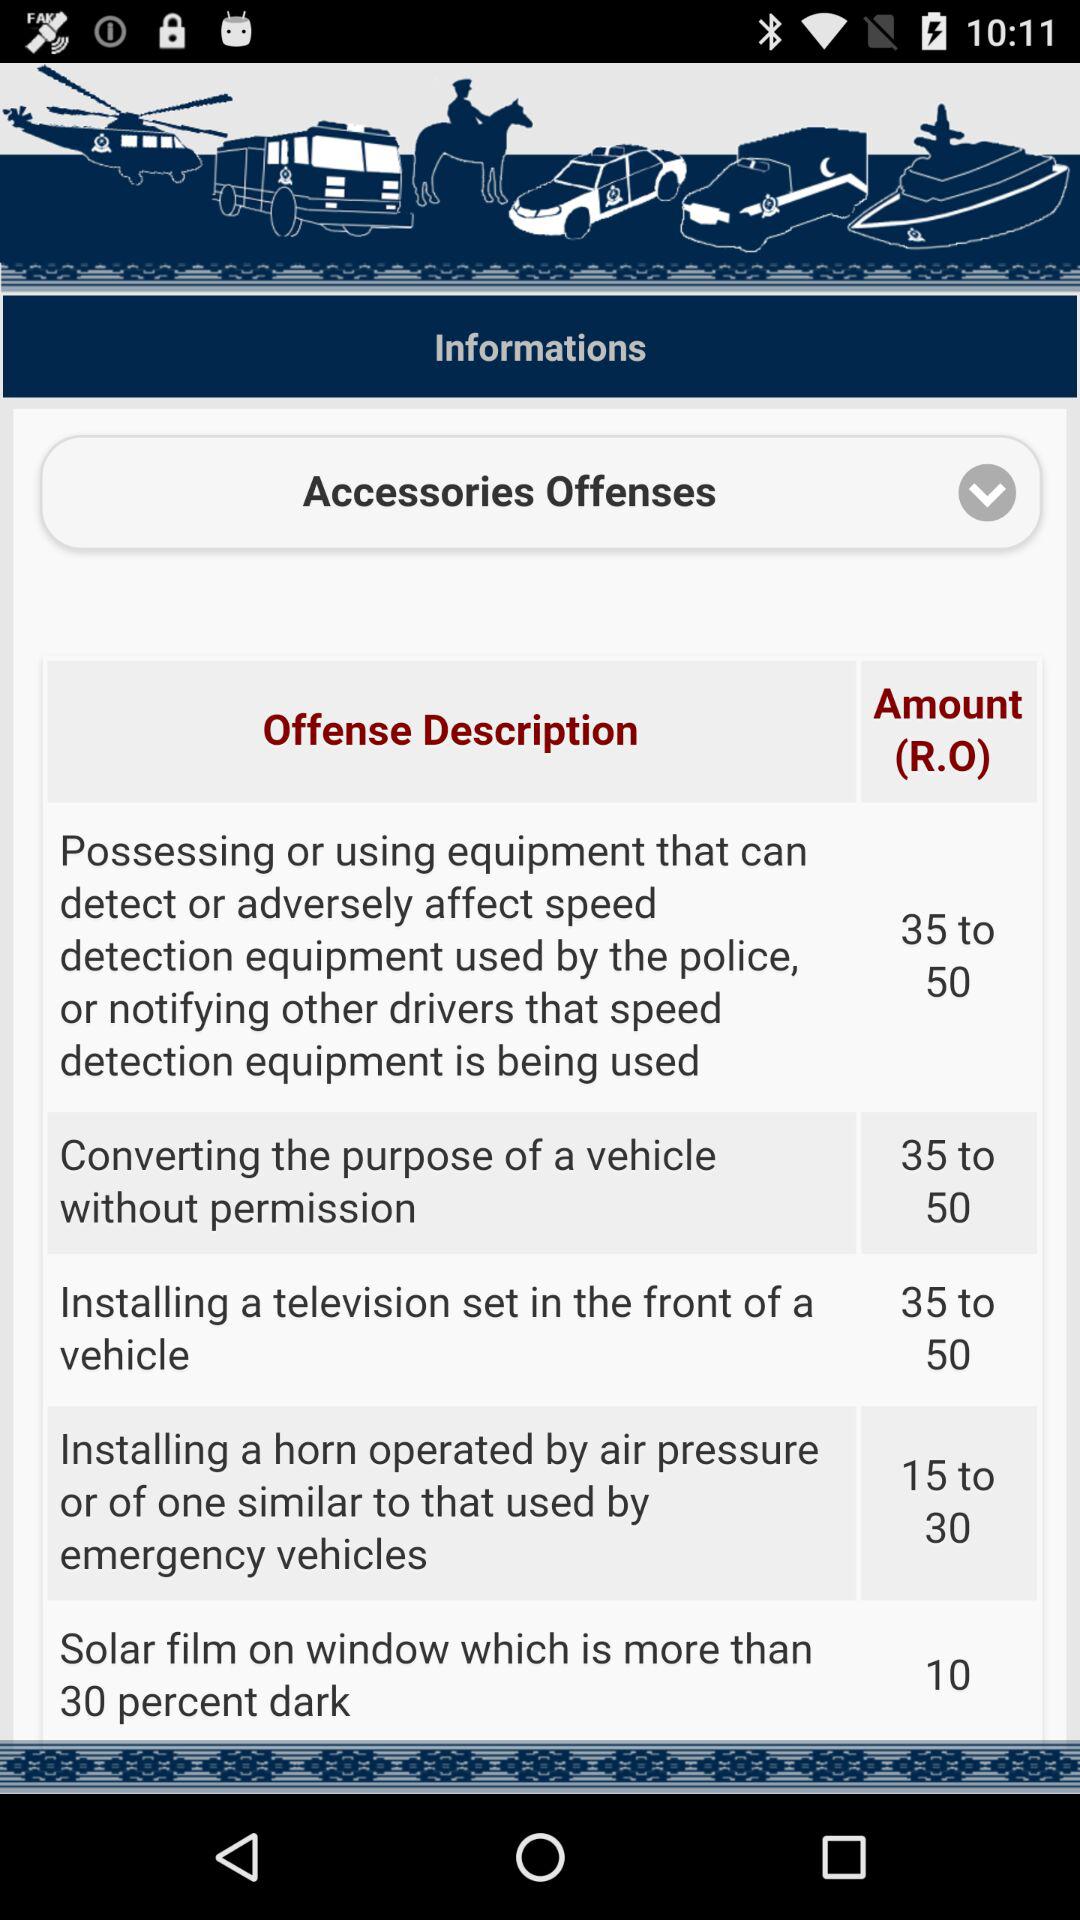 FAKE
10:11
Informations
Accessories Offenses
Offense Description
Amount
(R.O)
Possessing or using equipment that can
detect or adversely affect speed
detection equipment used by the police,
or notifying other drivers that speed
detection equipment is being used
35 to
50
Converting the purpose of a vehicle
without permission
35 to
50
Installing a television set in the front of a
vehicle
35 to
50
Installing a horn operated by air pressure
or of one similar to that used by
emergency vehicles
15 to
30
Solar film on window which is more than
30 percent dark
10